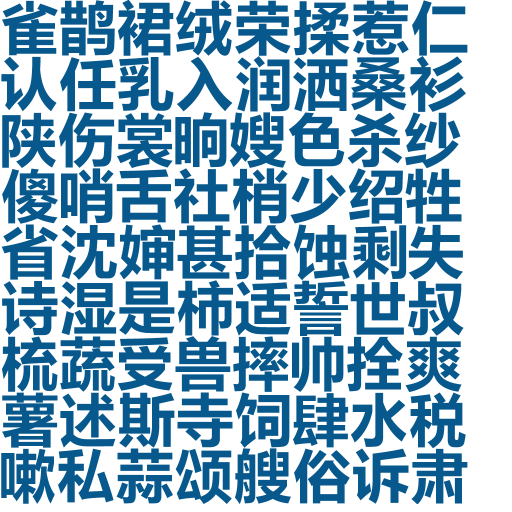 雀鹊裙绒荣揉惹仁
认任乳入润洒桑衫
陕伤裳晌嫂色杀纱
傻哨舌社梢少绍牲
省沈婶甚拾蚀剩失
诗湿是柿适誓世叔
梳蔬受兽摔帅拴爽
薯述斯寺饲肆水税
嗽私蒜颂艘俗诉肃